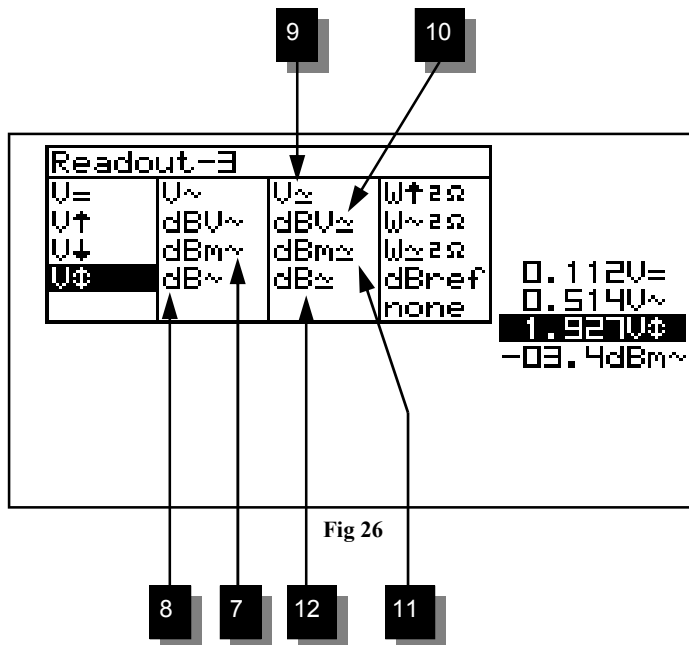 9 10
Readout-3
V= V~ V≃ W↑2Ω
V↑ dBV~ dBV≃ W~2Ω
V↓ dBm~ dBm≃ W≃2Ω
V⇕ dB~ dB≃ dBref
none
0.112V=
0.514V~
1.927V⇕
-03.4dBm~
Fig 26
8 7 12 11